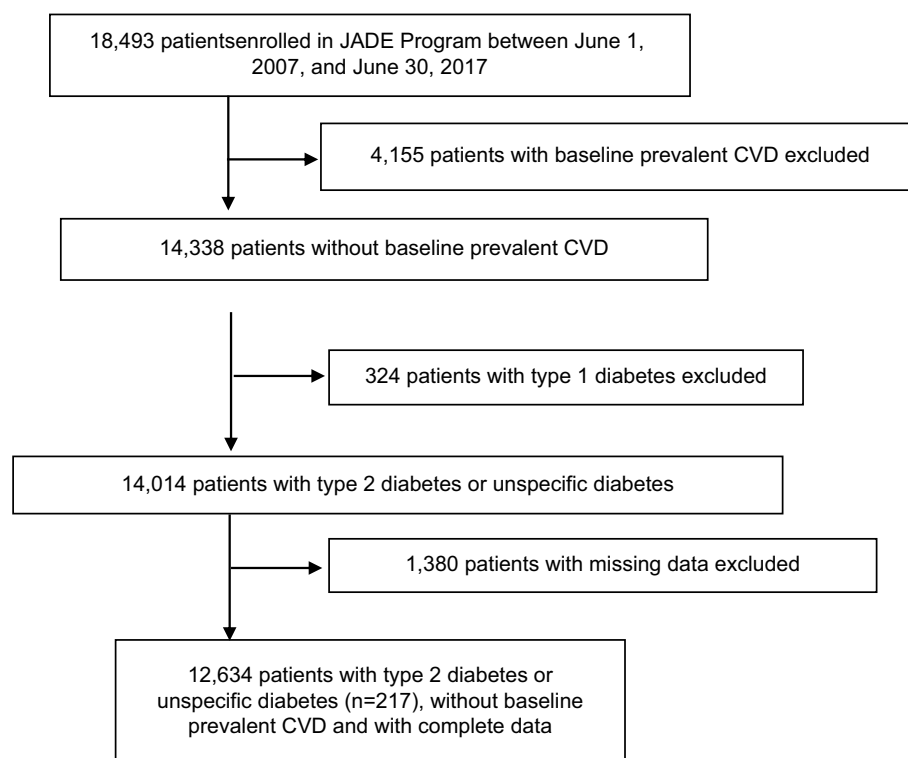 18,493 patientsenrolled in JADE Program between June 1,
2007, and June 30, 2017
4,155 patients with baseline prevalent CVD excluded
14,338 patients without baseline prevalent CVD
324 patients with type 1 diabetes excluded
14,014 patients with type 2 diabetes or unspecific diabetes
1,380 patients with missing data excluded
12,634 patients with type 2 diabetes or
unspecific diabetes (n=217), without baseline
prevalent CVD and with complete data